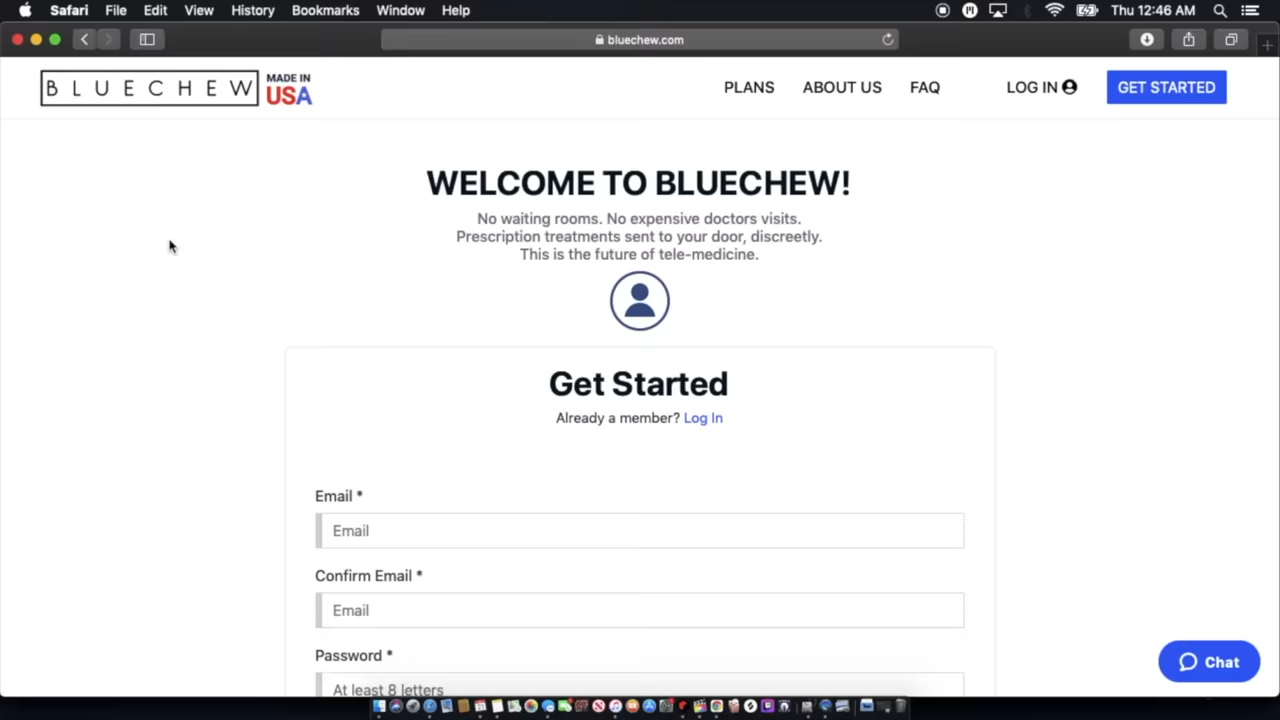 Safari File Edit View History Bookmarks Window Help Thu 12:46 AM
bluechew.com
BLUECHEW MADE IN USA PLANS ABOUT US FAQ LOG IN GET STARTED
WELCOME TO BLUECHEW!
No waiting rooms. No expensive doctors visits.
Prescription treatments sent to your door, discreetly.
This is the future of tele-medicine.
Get Started
Already a member? Log In
Email *
Email
Confirm Email *
Email
Password *
At least 8 letters
Chat